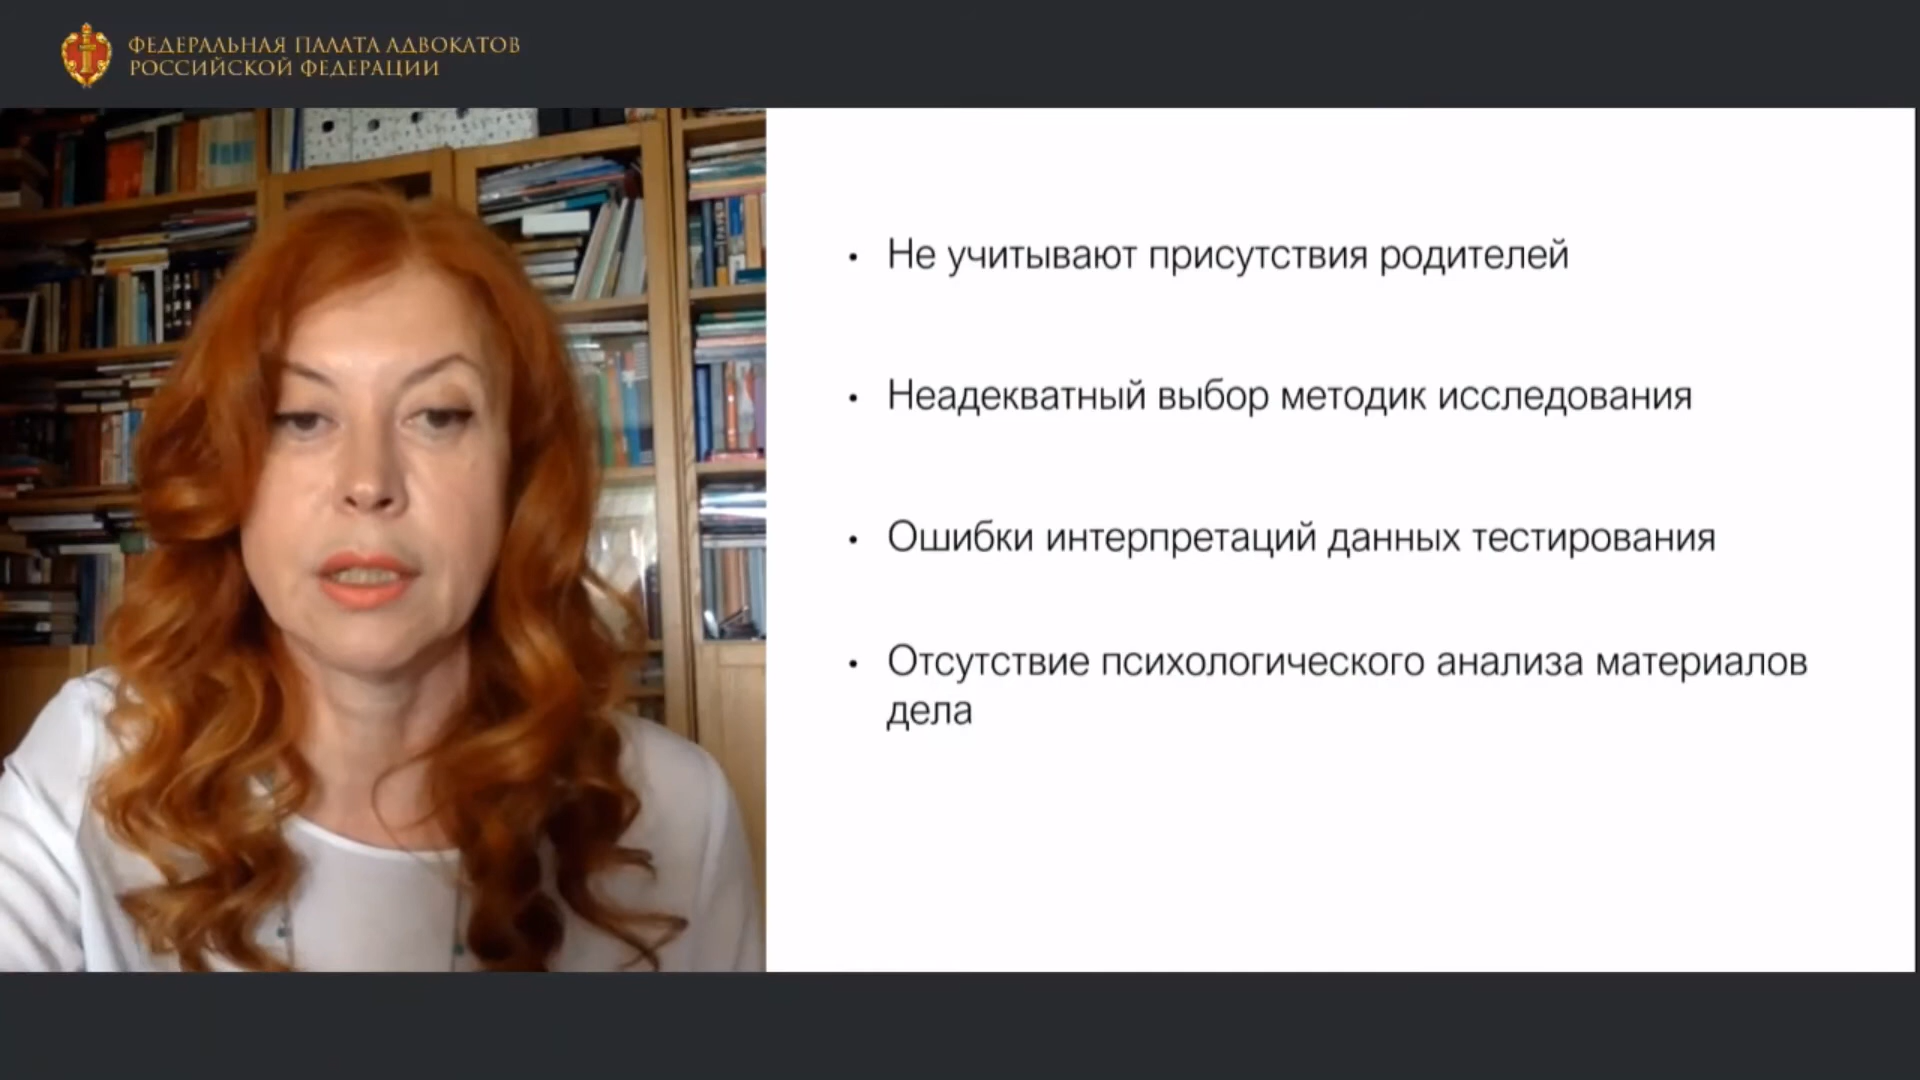 ФЕДЕРАЛЬНАЯ ПАЛАТА АДВОКАТОВ
РОССИЙСКОЙ ФЕДЕРАЦИИ
• Не учитывают присутствия родителей
• Неадекватный выбор методик исследования
• Ошибки интерпретаций данных тестирования
• Отсутствие психологического анализа материалов
дела